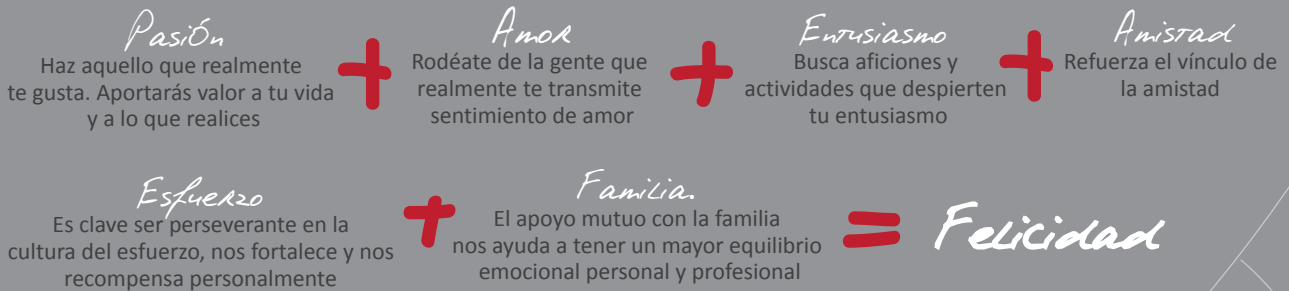 Pasión
Haz aquello que realmente
te gusta. Aportarás valor a tu vida
y a lo que realices
+
Amor
Rodéate de la gente que
realmente te transmite
sentimiento de amor
+
Entusiasmo
Busca aficiones y
actividades que despierten
tu entusiasmo
+
Amistad
Refuerza el vínculo de
la amistad
Esfuerzo
Es clave ser perseverante en la
cultura del esfuerzo, nos fortalece y nos
recompensa personalmente
+
Familia.
El apoyo mutuo con la familia
nos ayuda a tener un mayor equilibrio
emocional personal y profesional
=
Felicidad